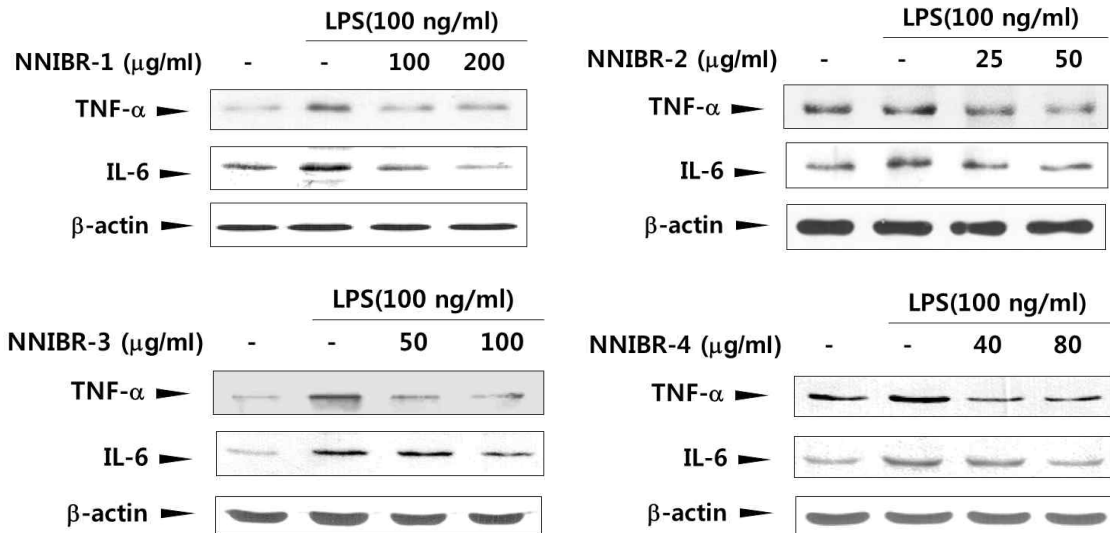 LPS(100 ng/ml)
NNIBR-1 (μg/ml) - - 100 200
TNF-α
IL-6
β-actin
LPS(100 ng/ml)
NNIBR-2 (μg/ml) - - 25 50
TNF-α
IL-6
β-actin
LPS(100 ng/ml)
NNIBR-3 (μg/ml) - - 50 100
TNF-α
IL-6
β-actin
LPS(100 ng/ml)
NNIBR-4 (μg/ml) - - 40 80
TNF-α
IL-6
β-actin